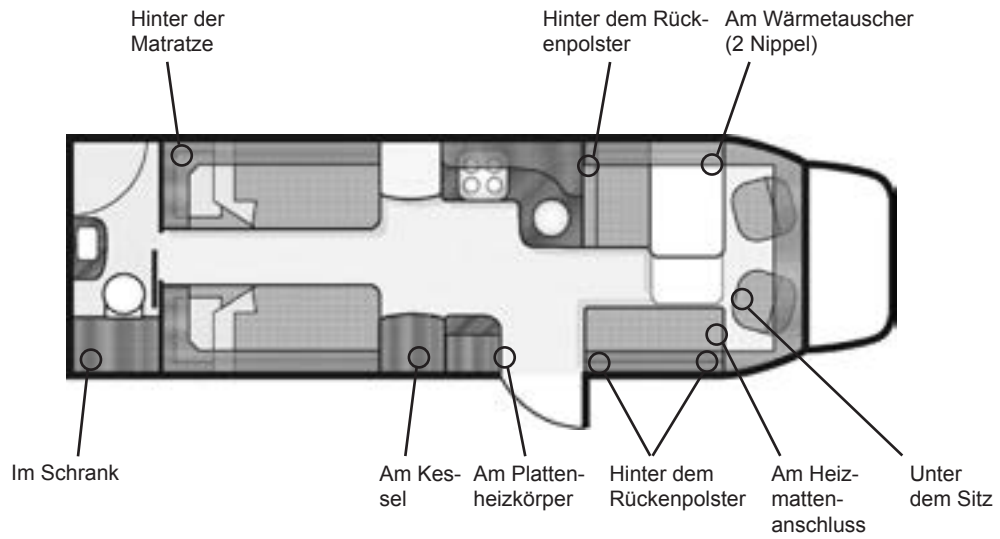 Hinter der
Matratze
Hinter dem Rück-
enpolster
Am Wärmetauscher
(2 Nippel)
Im Schrank
Am Kes-
sel
Am Platten-
heizkörper
Hinter dem
Rückenpolster
Am Heiz-
matten-
anschluss
Unter
dem Sitz